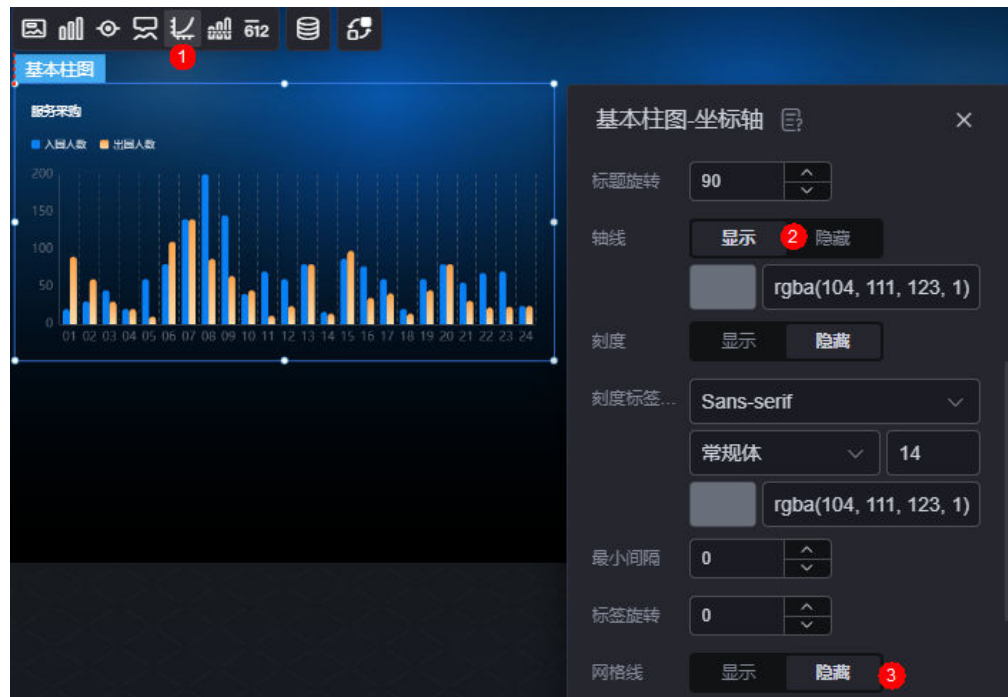 612
1
基本柱图
服务采购
入园人数 出园人数
200
150
100
50
0
01 02 03 04 05 06 07 08 09 10 11 12 13 14 15 16 17 18 19 20 21 22 23 24
基本柱图-坐标轴
标题旋转 90
轴线 显示 2 隐藏
rgba(104, 111, 123, 1)
刻度 显示 隐藏
刻度标签... Sans-serif
常规体 14
rgba(104, 111, 123, 1)
最小间隔 0
标签旋转 0
网格线 显示 隐藏 3